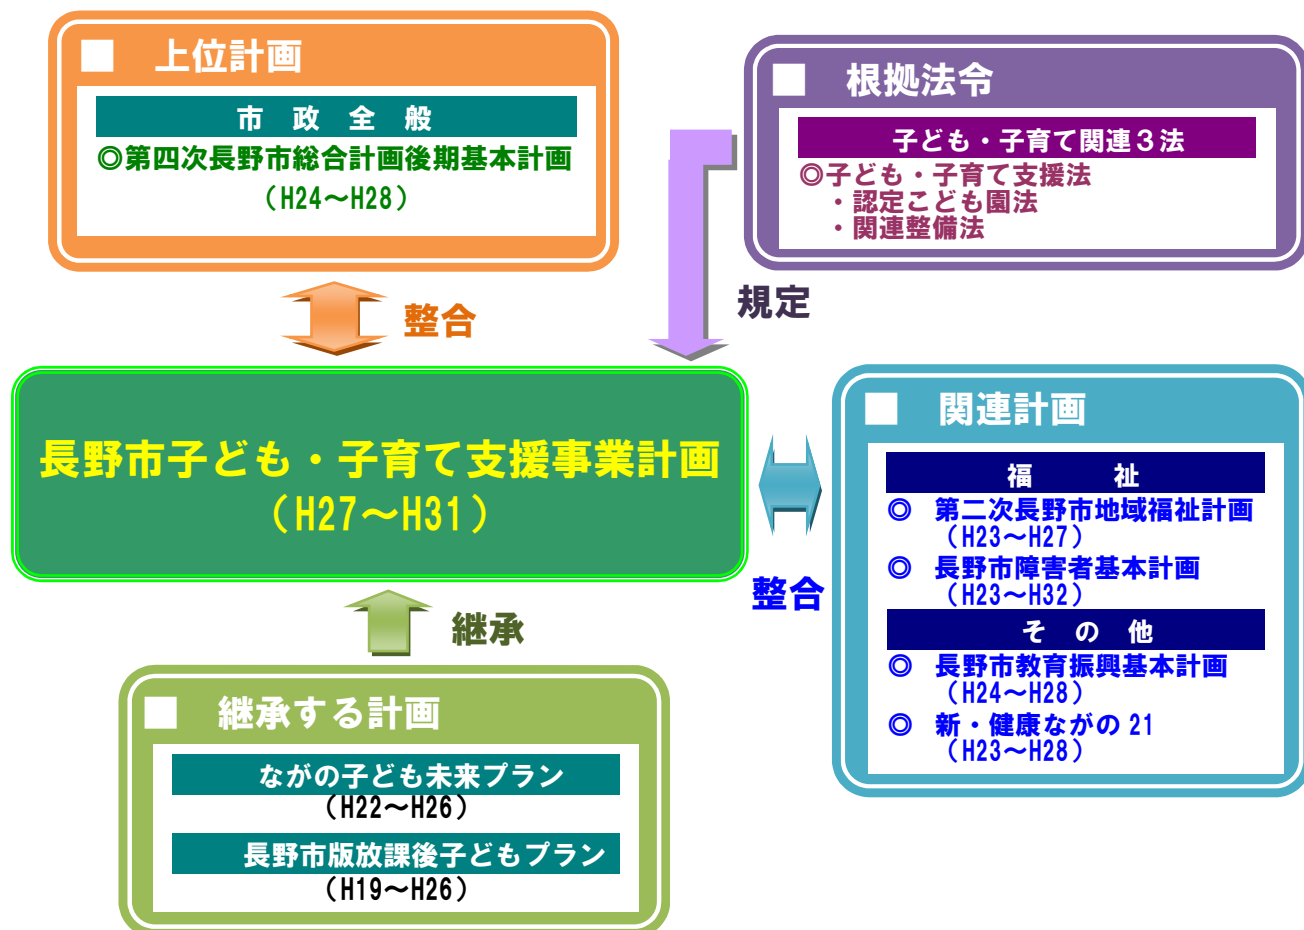 ■ 上位計画
市政全般
◎第四次長野市総合計画後期基本計画
（H24～H28）
■ 根拠法令
子ども・子育て関連３法
◎子ども・子育て支援法
・認定こども園法
・関連整備法
整合
規定
長野市子ども・子育て支援事業計画
（H27～H31）
整合
■ 関連計画
福祉
◎ 第二次長野市地域福祉計画
（H23～H27）
◎ 長野市障害者基本計画
（H23～H32）
その他
◎ 長野市教育振興基本計画
（H24～H28）
◎ 新・健康ながの 21
（H23～H28）
継承
■ 継承する計画
ながの子ども未来プラン
（H22～H26）
長野市版放課後子どもプラン
（H19～H26）